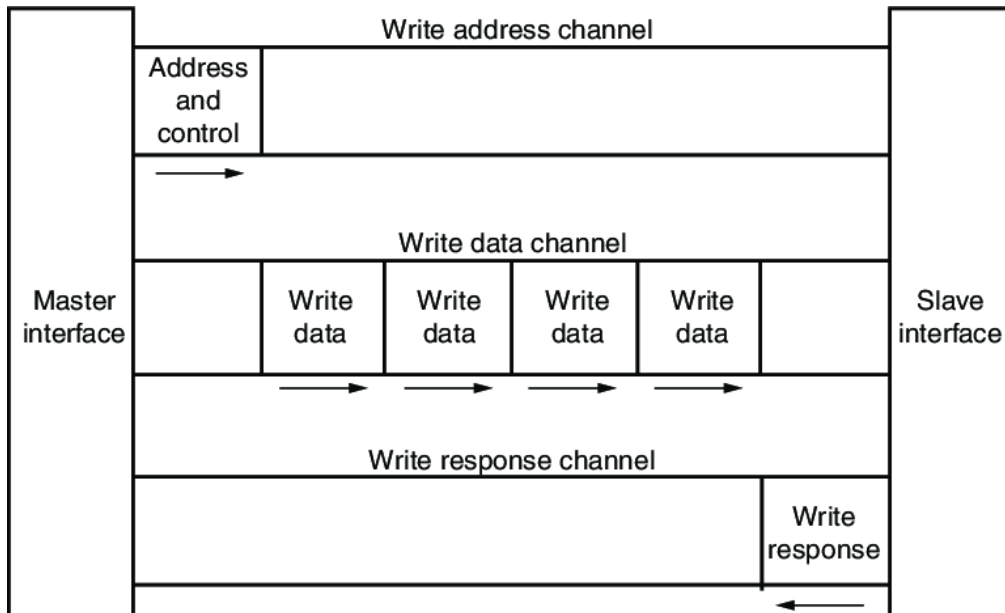 Write address channel
Address
and
control
Write data channel
Master
interface
Write
data
Write
data
Write
data
Write
data
Slave
interface
Write response channel
Write
response